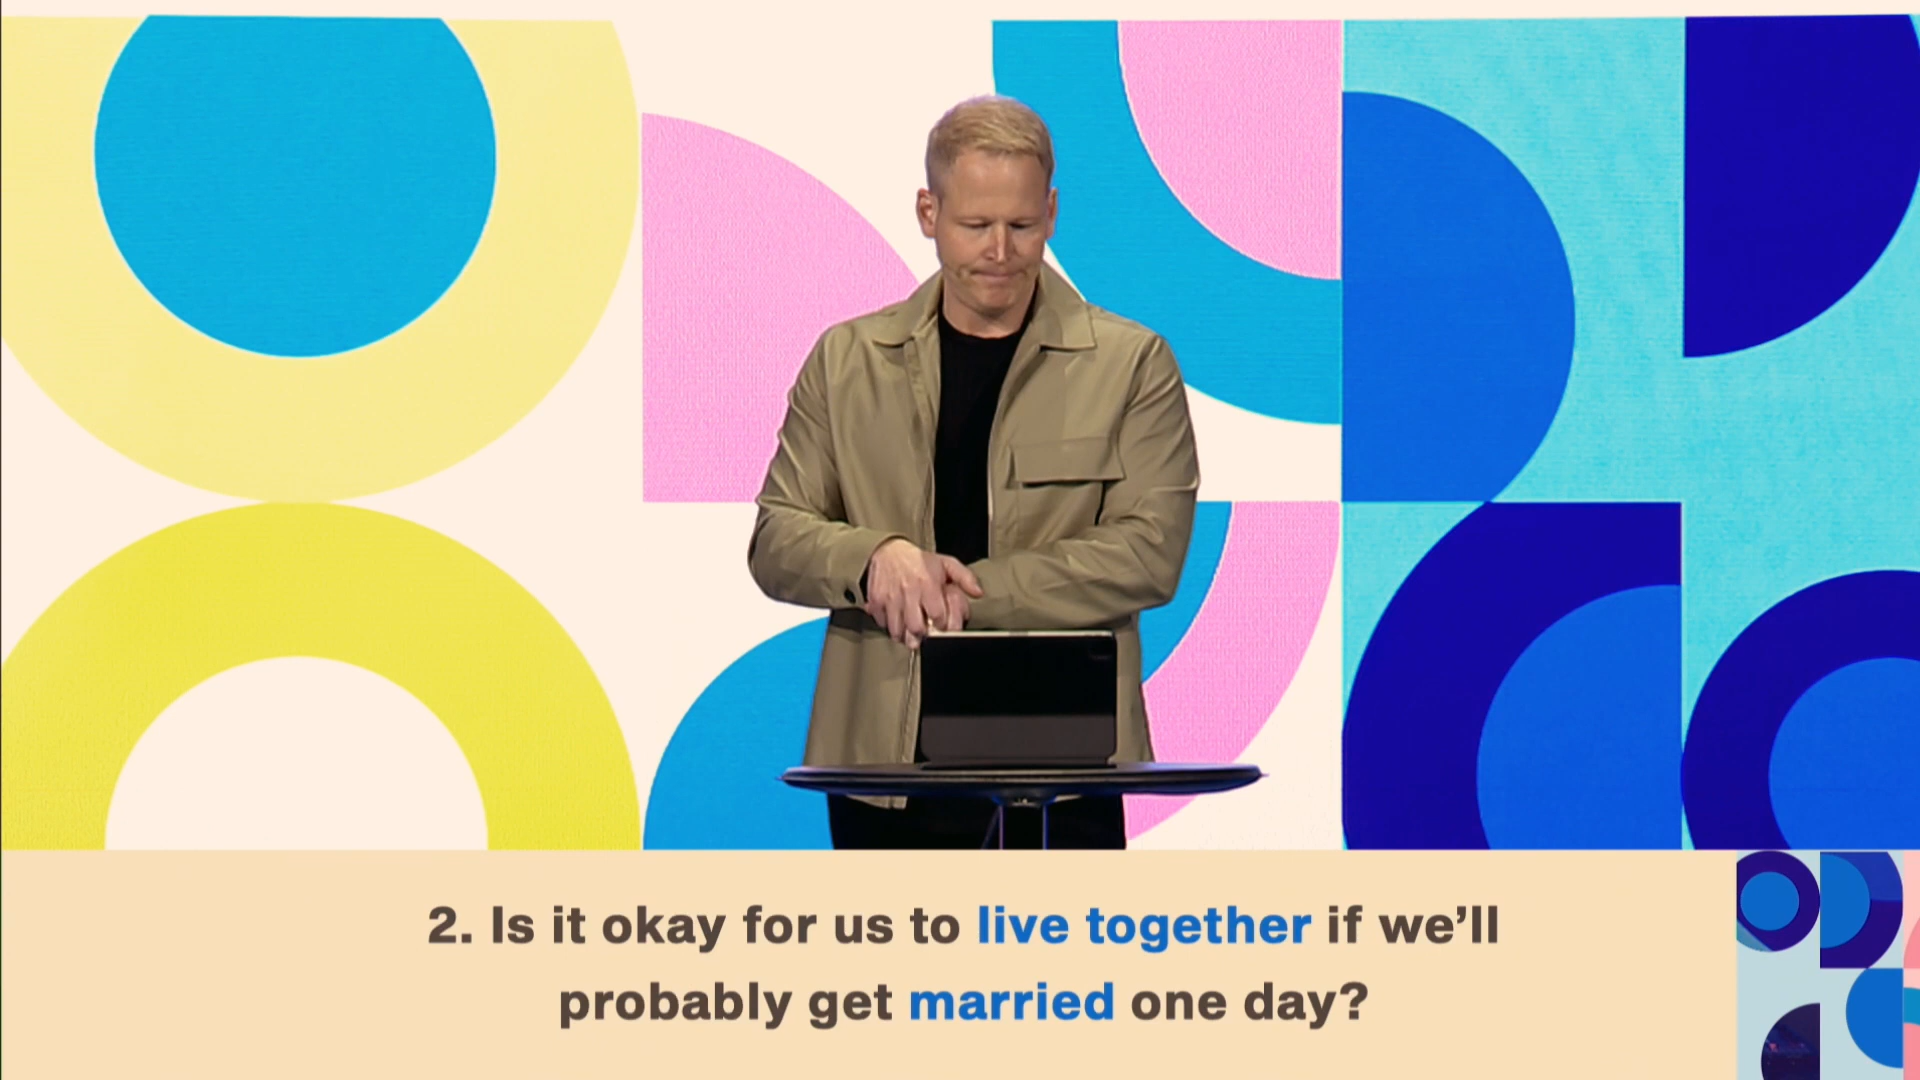 2. Is it okay for us to live together if we’ll
probably get married one day?